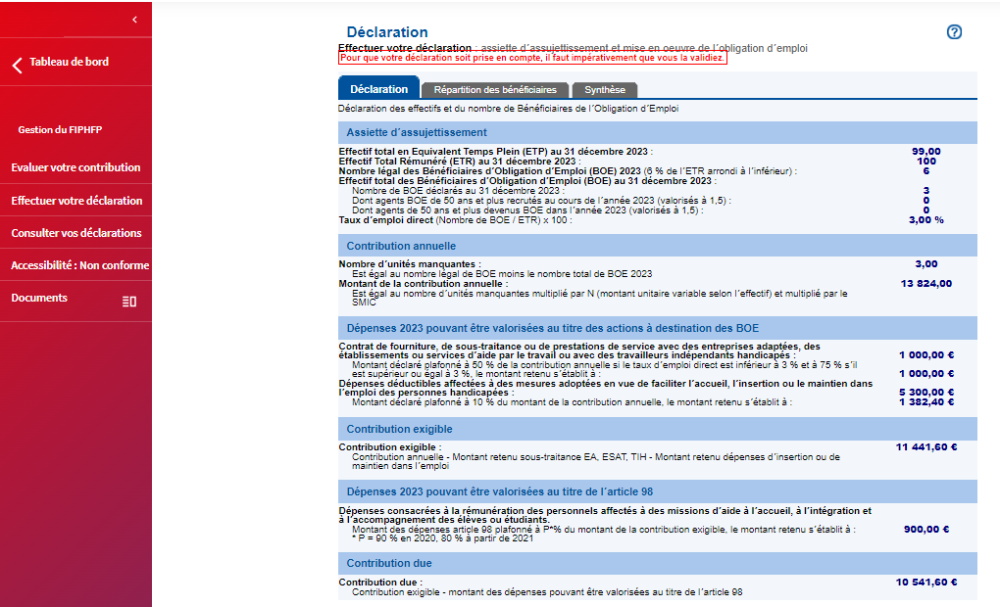 ‹
Tableau de bord
Gestion du FIPHFP
Evaluer votre contribution
Effectuer votre déclaration
Consulter vos déclarations
Accessibilité : Non conforme
Documents
Déclaration
?
Effectuer votre déclaration : assiette d´assujettissement et mise en oeuvre de l´obligation d´emploi
Pour que votre déclaration soit prise en compte, il faut impérativement que vous la validiez.
Déclaration Répartition des bénéficiaires Synthèse
Déclaration des effectifs et du nombre de Bénéficiaires de l´Obligation d´Emploi
Assiette d´assujettissement
Effectif total en Equivalent Temps Plein (ETP) au 31 décembre 2023 : 99,00
Effectif Total Rémunéré (ETR) au 31 décembre 2023 : 100
Nombre légal des Bénéficiaires d´Obligation d´Emploi (BOE) 2023 (6 % de l´ETR arrondi à l´inférieur) : 6
Effectif total des Bénéficiaires d´Obligation d´Emploi (BOE) au 31 décembre 2023 :
Nombre de BOE déclarés au 31 décembre 2023 : 3
Dont agents BOE de 50 ans et plus recrutés au cours de l´année 2023 (valorisés à 1,5) : 0
Dont agents de 50 ans et plus devenus BOE dans l´année 2023 (valorisés à 1,5) : 0
Taux d´emploi direct (Nombre de BOE / ETR) x 100 : 3,00 %
Contribution annuelle
Nombre d´unités manquantes : 3,00
Est égal au nombre légal de BOE moins le nombre total de BOE 2023
Montant de la contribution annuelle : 13 824,00
Est égal au nombre d´unités manquantes multiplié par N (montant unitaire variable selon l´effectif) et multiplié par le
SMIC
Dépenses 2023 pouvant être valorisées au titre des actions à destination des BOE
Contrat de fourniture, de sous-traitance ou de prestations de service avec des entreprises adaptées, des
établissements ou services d´aide par le travail ou avec des travailleurs indépendants handicapés : 1 000,00 €
Montant déclaré plafonné à 50 % de la contribution annuelle si le taux d´emploi direct est inférieur à 3 % et à 75 % s´il
est supérieur ou égal à 3 %, le montant retenu s´établit à : 1 000,00 €
Dépenses déductibles affectées à des mesures adoptées en vue de faciliter l´accueil, l´insertion ou le maintien dans
l´emploi des personnes handicapées : 5 300,00 €
Montant déclaré plafonné à 10 % du montant de la contribution annuelle, le montant retenu s´établit à : 1 382,40 €
Contribution exigible
Contribution exigible : 11 441,60 €
Contribution annuelle - Montant retenu sous-traitance EA, ESAT, TIH - Montant retenu dépenses d´insertion ou de
maintien dans l´emploi
Dépenses 2023 pouvant être valorisées au titre de l´article 98
Dépenses consacrées à la rémunération des personnels affectés à des missions d´aide à l´accueil, à l´intégration et
à l´accompagnement des élèves ou étudiants.
Montant des dépenses article 98 plafonné à P*% du montant de la contribution exigible, le montant retenu s´établit à : 900,00 €
* P = 90 % en 2020, 80 % à partir de 2021
Contribution due
Contribution due : 10 541,60 €
Contribution exigible - montant des dépenses pouvant être valorisées au titre de l´article 98